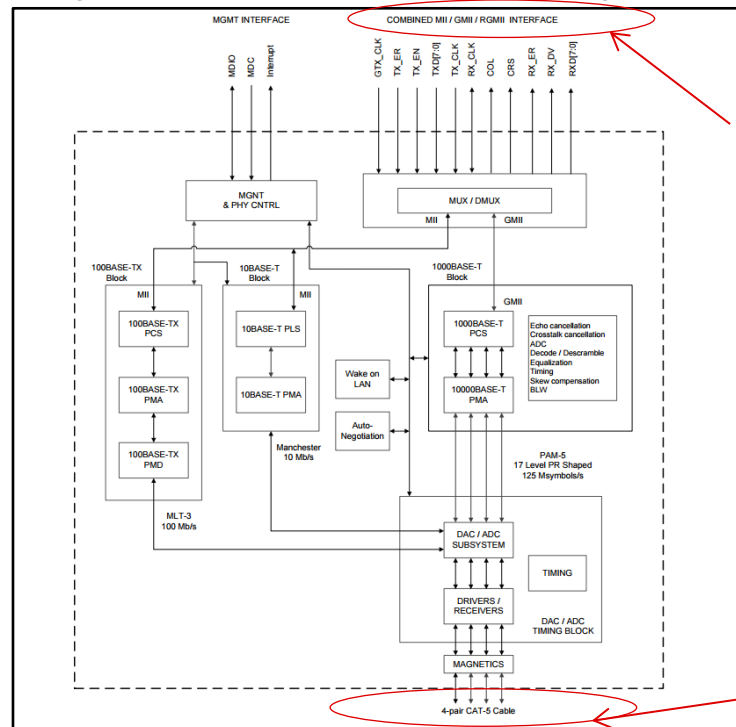 MGMT INTERFACE
COMBINED MII / GMII / RGMII INTERFACE
MDIO
MDC
Interrupt
GTX_CLK
TX_ER
TX_EN
TXD[7:0]
TX_CLK
RX_CLK
COL
CRS
RX_ER
RX_DV
RXD[7:0]
MGNT
& PHY CNTRL
MUX / DMUX
MII
GMII
100BASE-TX
Block
10BASE-T
Block
1000BASE-T
Block
MII
MII
GMII
100BASE-TX
PCS
10BASE-T PLS
1000BASE-T
PCS
Echo cancellation
Crosstalk cancellation
ADC
Decode / Descramble
Equalization
Timing
Skew compensation
BLW
100BASE-TX
PMA
10BASE-T PMA
Wake on
LAN
10000BASE-T
PMA
Auto-
Negotiation
100BASE-TX
PMD
Manchester
10 Mb/s
PAM-5
17 Level PR Shaped
125 Msymbols/s
MLT-3
100 Mb/s
DAC / ADC
SUBSYSTEM
TIMING
DRIVERS /
RECEIVERS
DAC / ADC
TIMING BLOCK
MAGNETICS
4-pair CAT-5 Cable